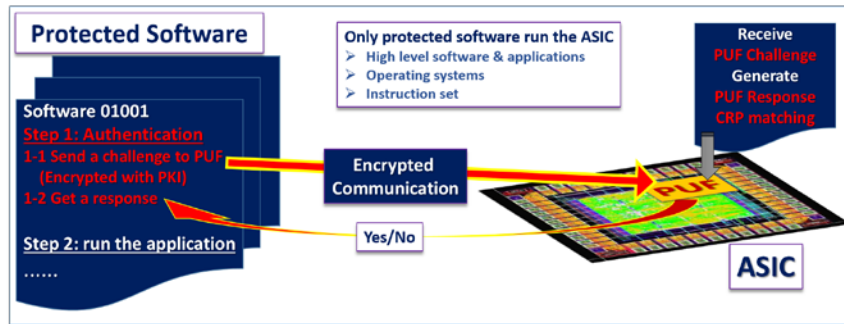 Protected Software
Software 01001
Step 1: Authentication
1-1 Send a challenge to PUF
(Encrypted with PKI)
1-2 Get a response
Step 2: run the application
......
Only protected software run the ASIC
High level software & applications
Operating systems
Instruction set
Encrypted
Communication
Yes/No
Receive
PUF Challenge
Generate
PUF Response
CRP matching
PUF
ASIC